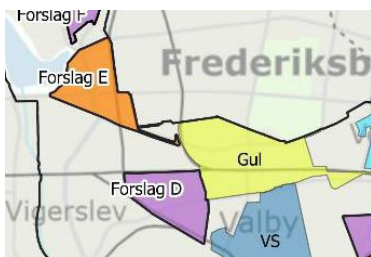 Forslag F
Frederiksb
Forslag E
Gul
Forslag D
Vigerslev
Valby
VS